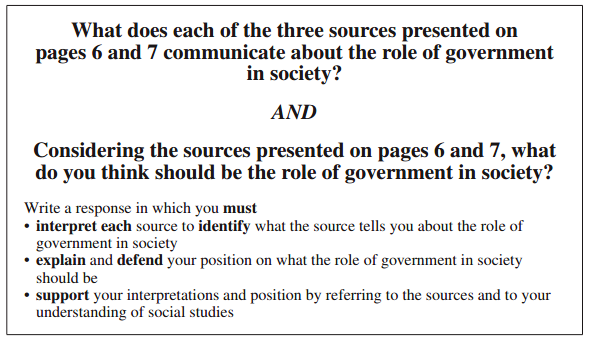 What does each of the three sources presented on
pages 6 and 7 communicate about the role of government
in society?
AND
Considering the sources presented on pages 6 and 7, what
do you think should be the role of government in society?
Write a response in which you must
• interpret each source to identify what the source tells you about the role of
government in society
• explain and defend your position on what the role of government in society
should be
• support your interpretations and position by referring to the sources and to your
understanding of social studies